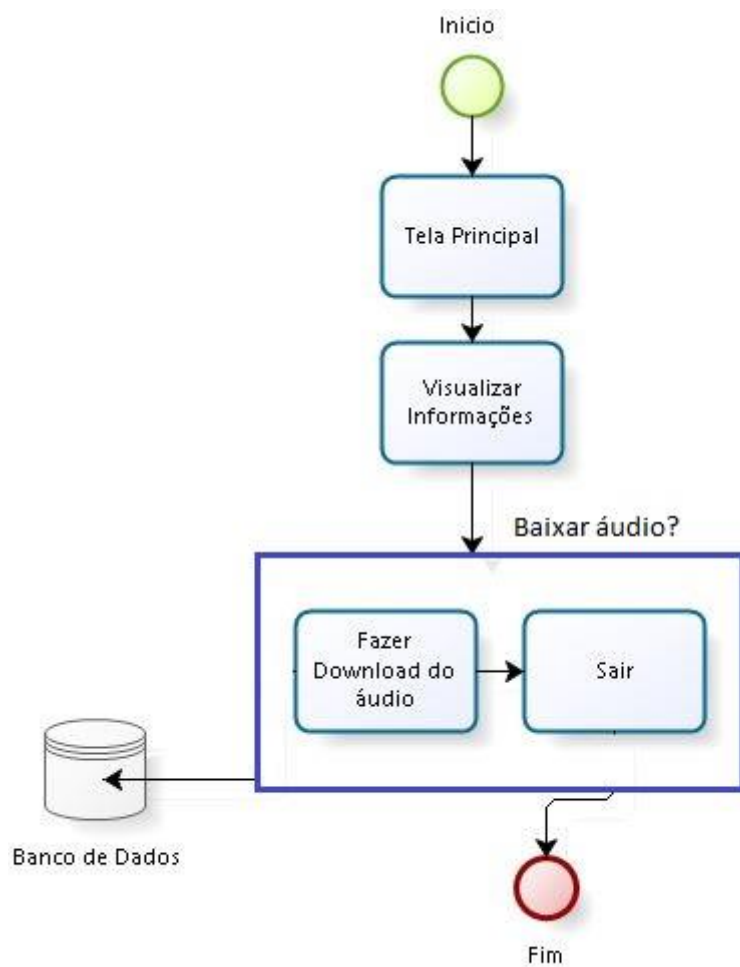 Inicio
Tela Principal
Visualizar
Informações
Baixar áudio?
Fazer
Download do
áudio
Sair
Banco de Dados
Fim